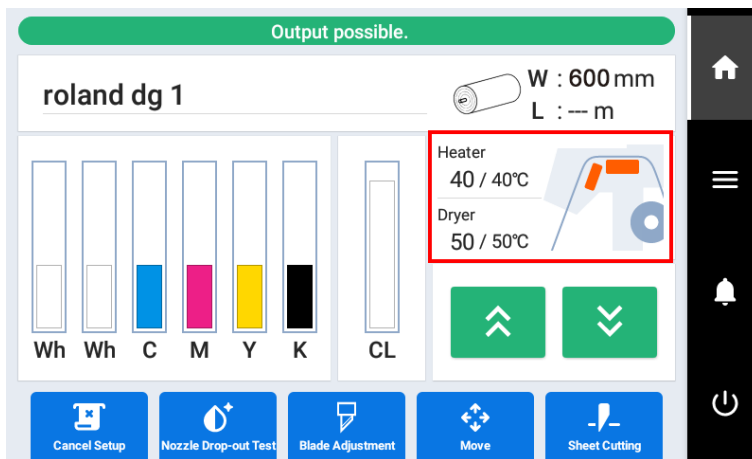 Output possible.
roland dg 1
W : 600 mm
L : --- m
Heater
40 / 40℃
Dryer
50 / 50℃
Wh Wh C M Y K CL
Cancel Setup
Nozzle Drop-out Test
Blade Adjustment
Move
Sheet Cutting